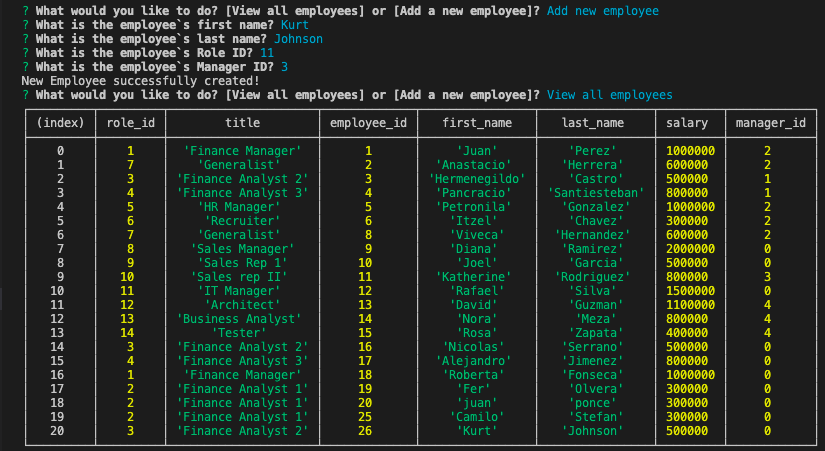 ? What would you like to do? [View all employees] or [Add a new employee]? Add new employee
? What is the employee`s first name? Kurt
? What is the employee`s last name? Johnson
? What is the employee`s Role ID? 11
? What is the employee`s Manager ID? 3
New Employee successfully created!
? What would you like to do? [View all employees] or [Add a new employee]? View all employees
(index) role_id title employee_id first_name last_name salary manager_id
0 1 'Finance Manager' 1 'Juan' 'Perez' 1000000 2
1 7 'Generalist' 2 'Anastacio' 'Herrera' 600000 2
2 3 'Finance Analyst 2' 3 'Hermenegildo' 'Castro' 500000 1
3 4 'Finance Analyst 3' 4 'Pancracio' 'Santiesteban' 800000 1
4 5 'HR Manager' 5 'Petronila' 'Gonzalez' 1000000 2
5 6 'Recruiter' 6 'Itzel' 'Chavez' 300000 2
6 7 'Generalist' 8 'Viveca' 'Hernandez' 600000 2
7 8 'Sales Manager' 9 'Diana' 'Ramirez' 2000000 0
8 9 'Sales Rep 1' 10 'Joel' 'Garcia' 500000 0
9 10 'Sales rep II' 11 'Katherine' 'Rodriguez' 800000 3
10 11 'IT Manager' 12 'Rafael' 'Silva' 1500000 0
11 12 'Architect' 13 'David' 'Guzman' 1100000 4
12 13 'Business Analyst' 14 'Nora' 'Meza' 800000 4
13 14 'Tester' 15 'Rosa' 'Zapata' 400000 4
14 3 'Finance Analyst 2' 16 'Nicolas' 'Serrano' 500000 0
15 4 'Finance Analyst 3' 17 'Alejandro' 'Jimenez' 800000 0
16 1 'Finance Manager' 18 'Roberta' 'Fonseca' 1000000 0
17 2 'Finance Analyst 1' 19 'Fer' 'Olvera' 300000 0
18 2 'Finance Analyst 1' 20 'juan' 'ponce' 300000 0
19 2 'Finance Analyst 1' 25 'Camilo' 'Stefan' 300000 0
20 3 'Finance Analyst 2' 26 'Kurt' 'Johnson' 500000 0